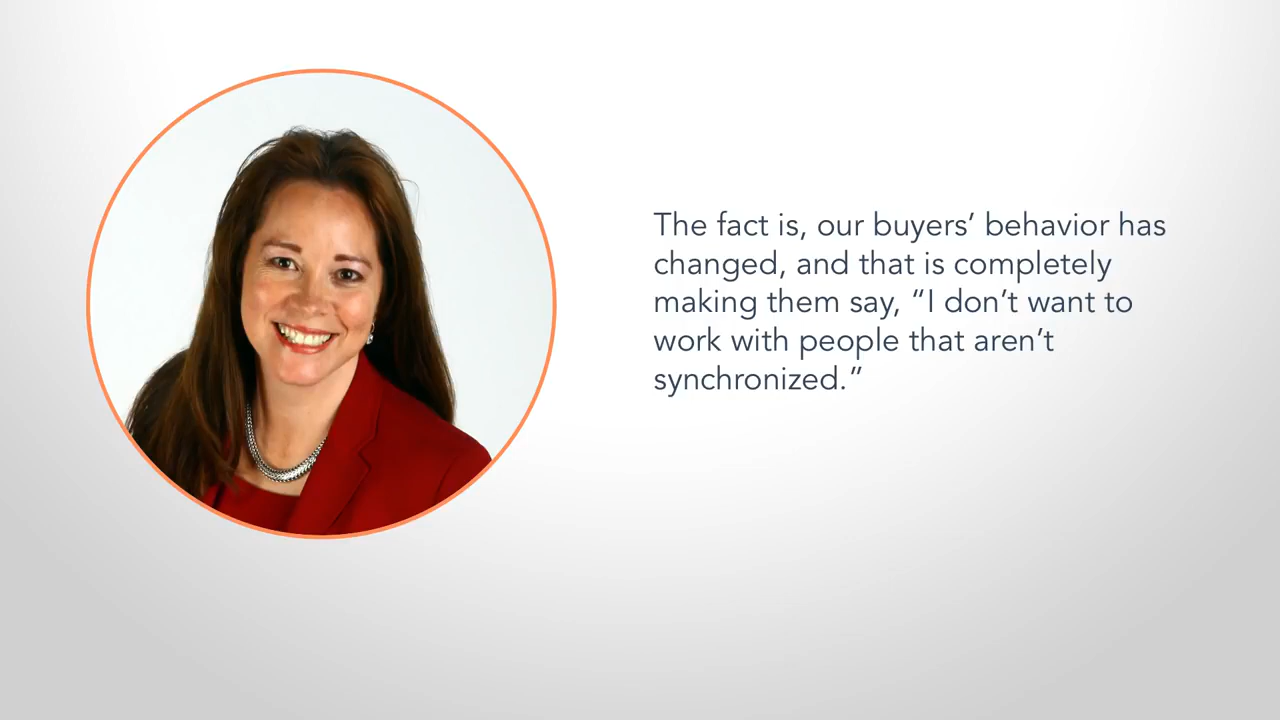 The fact is, our buyers’ behavior has
changed, and that is completely
making them say, “I don’t want to
work with people that aren’t
synchronized.”